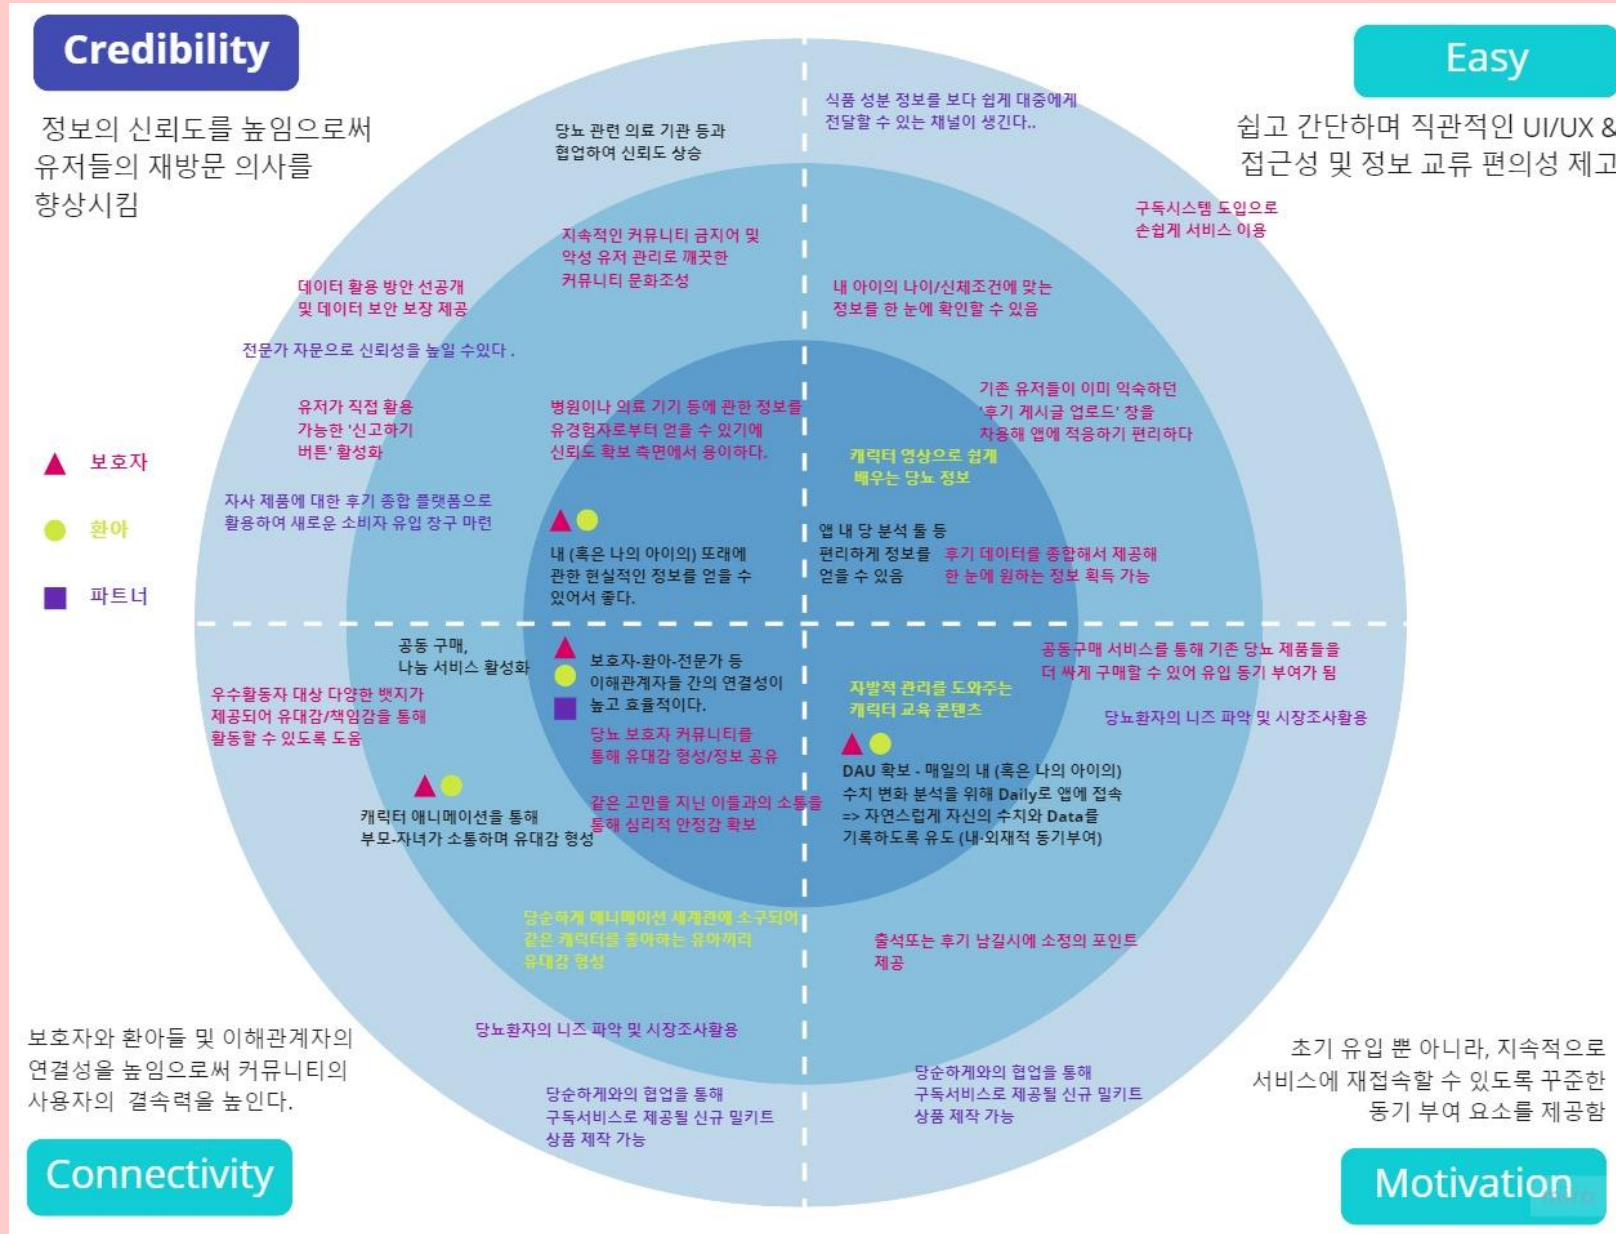 Credibility
정보의 신뢰도를 높임으로써
유저들의 재방문 의사를
향상시킴
Easy
쉽고 간단하며 직관적인 UI/UX &
접근성 및 정보 교류 편의성 제고
당뇨 관련 의료 기관 등과
협업하여 신뢰도 상승
지속적인 커뮤니티 금지어 및
악성 유저 관리로 깨끗한
커뮤니티 문화조성
데이터 활용 방안 선공개
및 데이터 보안 보장 제공
전문가 자문으로 신뢰성을 높일 수있다 .
유저가 직접 활용
가능한 '신고하기
버튼' 활성화
병원이나 의료 기기 등에 관한 정보를
유경험자로부터 얻을 수 있기에
신뢰도 확보 측면에서 용이하다.
자사 제품에 대한 후기 종합 플랫폼으로
활용하여 새로운 소비자 유입 창구 마련
내 (혹은 나의 아이의) 또래에
관한 현실적인 정보를 얻을 수
있어서 좋다.
보호자
환아
파트너
식품 성분 정보를 보다 쉽게 대중에게
전달할 수 있는 채널이 생긴다..
구독시스템 도입으로
손쉽게 서비스 이용
내 아이의 나이/신체조건에 맞는
정보를 한 눈에 확인할 수 있음
기존 유저들이 이미 익숙하던
'후기 게시글 업로드' 창을
차용해 앱에 적응하기 편리하다
캐릭터 영상으로 쉽게
배우는 당뇨 정보
앱 내 당 분석 툴 등
편리하게 정보를
얻을 수 있음
후기 데이터를 종합해서 제공해
한 눈에 원하는 정보 획득 가능
공동 구매,
나눔 서비스 활성화
우수활동자 대상 다양한 뱃지가
제공되어 유대감/책임감을 통해
활동할 수 있도록 도움
보호자-환아-전문가 등
이해관계자들 간의 연결성이
높고 효율적이다.
당뇨 보호자 커뮤니티를
통해 유대감 형성/정보 공유
같은 고민을 지닌 이들과의 소통을
통해 심리적 안정감 확보
캐릭터 애니메이션을 통해
부모-자녀가 소통하며 유대감 형성
당순하게 애니메이션 세계관에 소구되어
같은 캐릭터를 좋아하는 유아끼리
유대감 형성
당뇨환자의 니즈 파악 및 시장조사활용
당순하게와의 협업을 통해
구독서비스로 제공될 신규 밀키트
상품 제작 가능
보호자와 환아들 및 이해관계자의
연결성을 높임으로써 커뮤니티의
사용자의 결속력을 높인다.
Connectivity
공동구매 서비스를 통해 기존 당뇨 제품들을
더 싸게 구매할 수 있어 유입 동기 부여가 됨
자발적 관리를 도와주는
캐릭터 교육 콘텐츠
당뇨환자의 니즈 파악 및 시장조사활용
DAU 확보 - 매일의 내 (혹은 나의 아이의)
수치 변화 분석을 위해 Daily로 앱에 접속
=> 자연스럽게 자신의 수치와 Data를
기록하도록 유도 (내·외재적 동기부여)
출석또는 후기 남길시에 소정의 포인트
제공
당순하게와의 협업을 통해
구독서비스로 제공될 신규 밀키트
상품 제작 가능
초기 유입 뿐 아니라, 지속적으로
서비스에 재접속할 수 있도록 꾸준한
동기 부여 요소를 제공함
Motivation